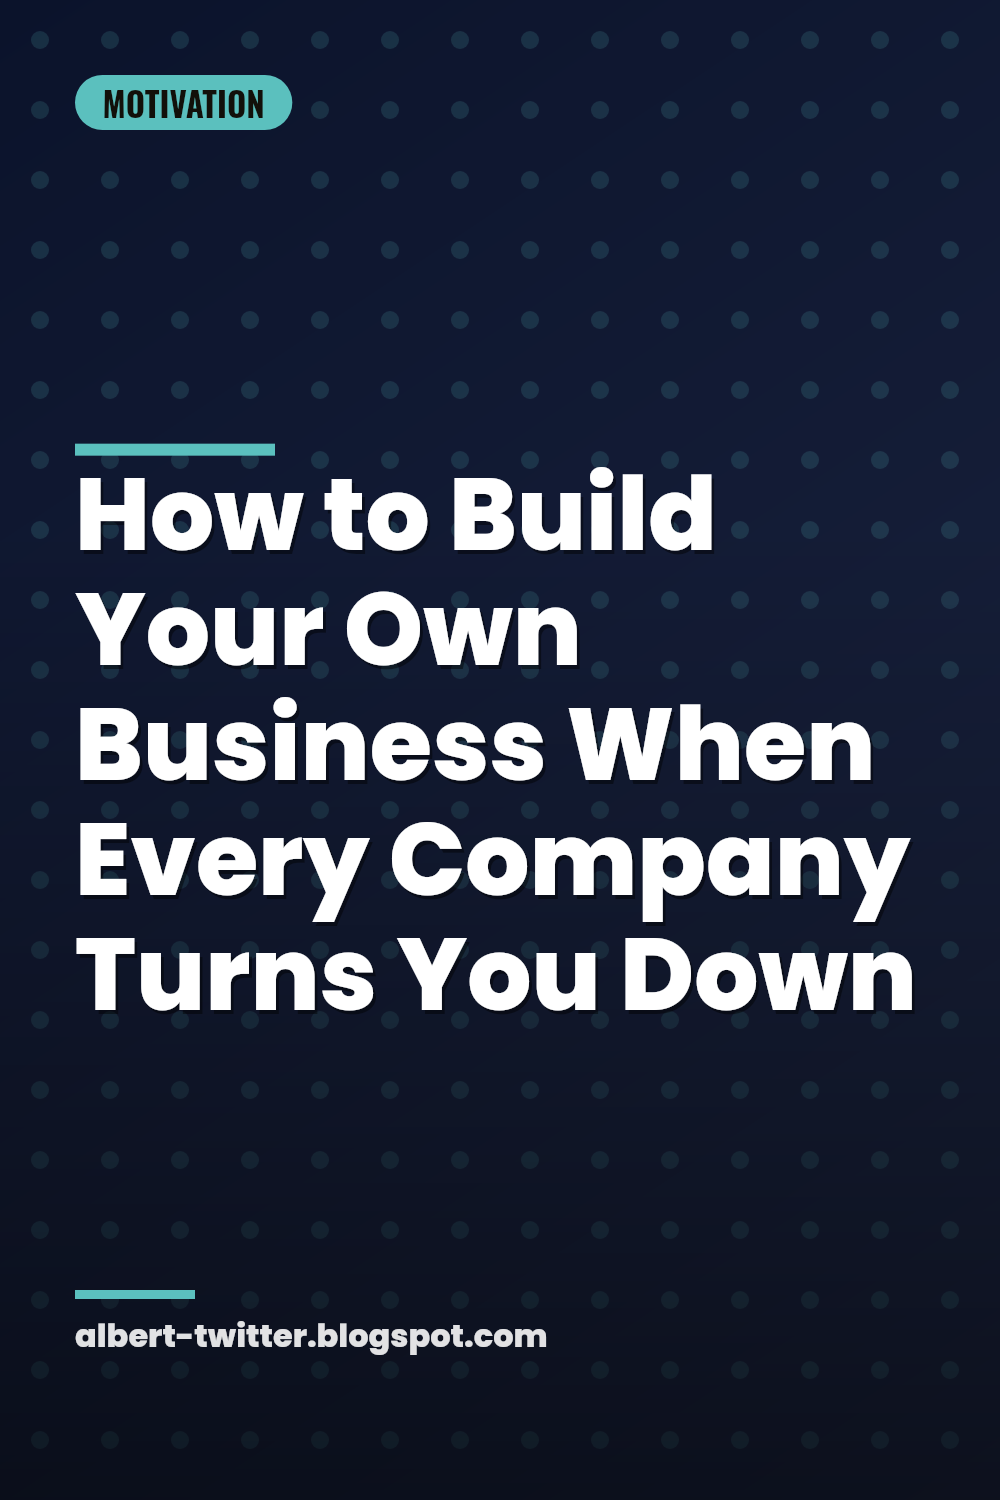 MOTIVATION
How to Build
Your Own
Business When
Every Company
Turns You Down
albert-twitter.blogspot.com